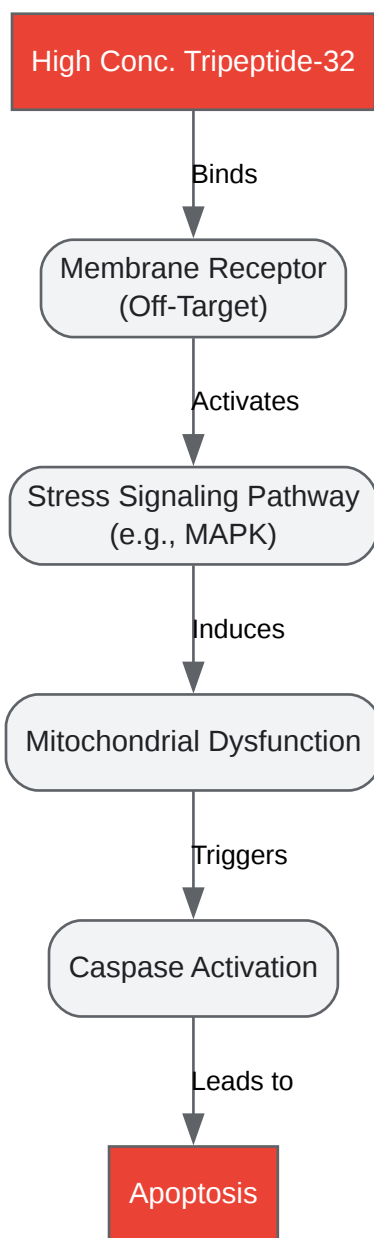 High Conc. Tripeptide-32
Binds
Membrane Receptor
(Off-Target)
Activates
Stress Signaling Pathway
(e.g., MAPK)
Induces
Mitochondrial Dysfunction
Triggers
Caspase Activation
Leads to
Apoptosis